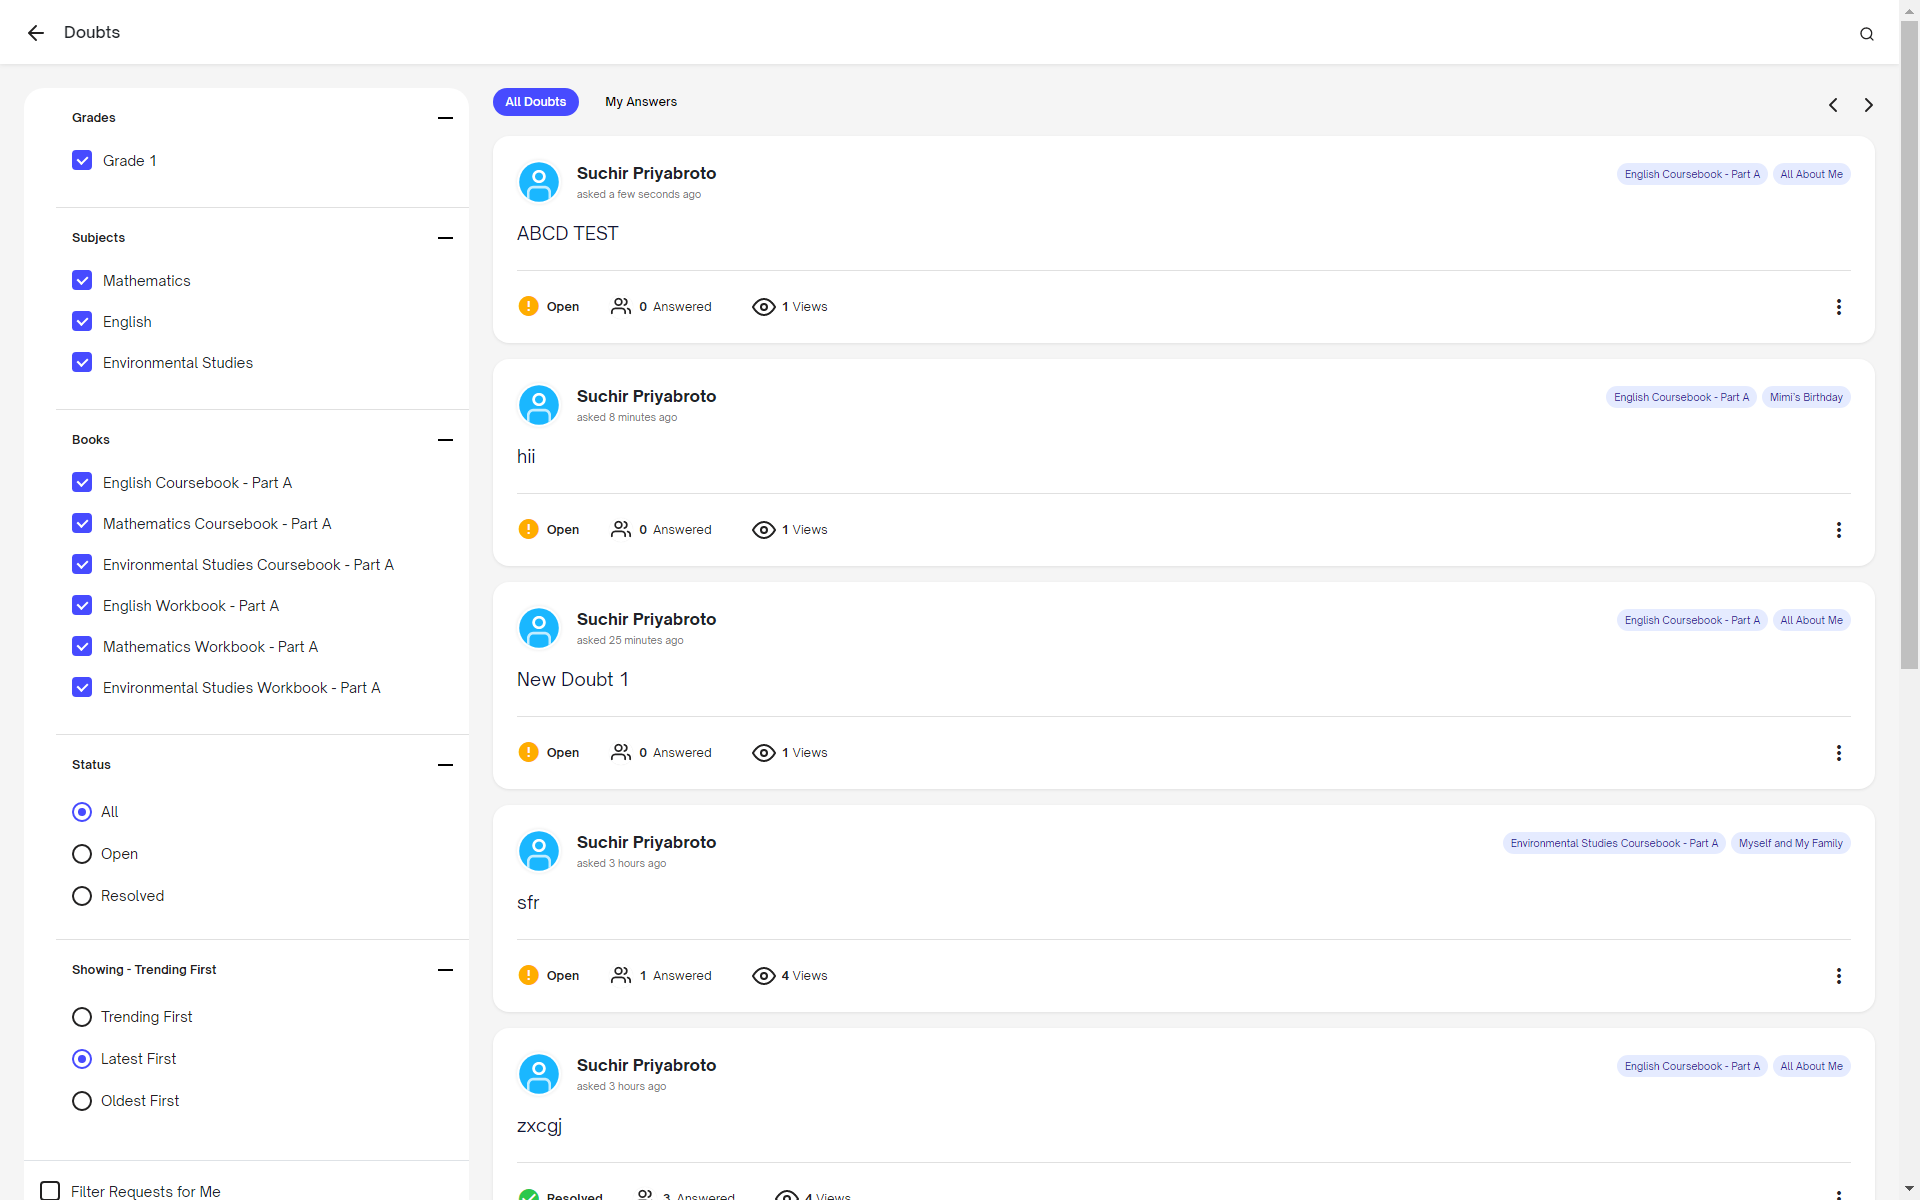 Doubts
Grades
Grade 1
Subjects
Mathematics
English
Environmental Studies
Books
English Coursebook - Part A
Mathematics Coursebook - Part A
Environmental Studies Coursebook - Part A
English Workbook - Part A
Mathematics Workbook - Part A
Environmental Studies Workbook - Part A
Status
All
Open
Resolved
Showing - Trending First
Trending First
Latest First
Oldest First
Filter Requests for Me
All Doubts My Answers
Suchir Priyabroto
asked a few seconds ago
English Coursebook - Part A All About Me
ABCD TEST
Open 0 Answered 1 Views
Suchir Priyabroto
asked 8 minutes ago
English Coursebook - Part A Mimi's Birthday
hii
Open 0 Answered 1 Views
Suchir Priyabroto
asked 25 minutes ago
English Coursebook - Part A All About Me
New Doubt 1
Open 0 Answered 1 Views
Suchir Priyabroto
asked 3 hours ago
Environmental Studies Coursebook - Part A Myself and My Family
sfr
Open 1 Answered 4 Views
Suchir Priyabroto
asked 3 hours ago
English Coursebook - Part A All About Me
zxcgj
Resolved 3 Answered 4 Views